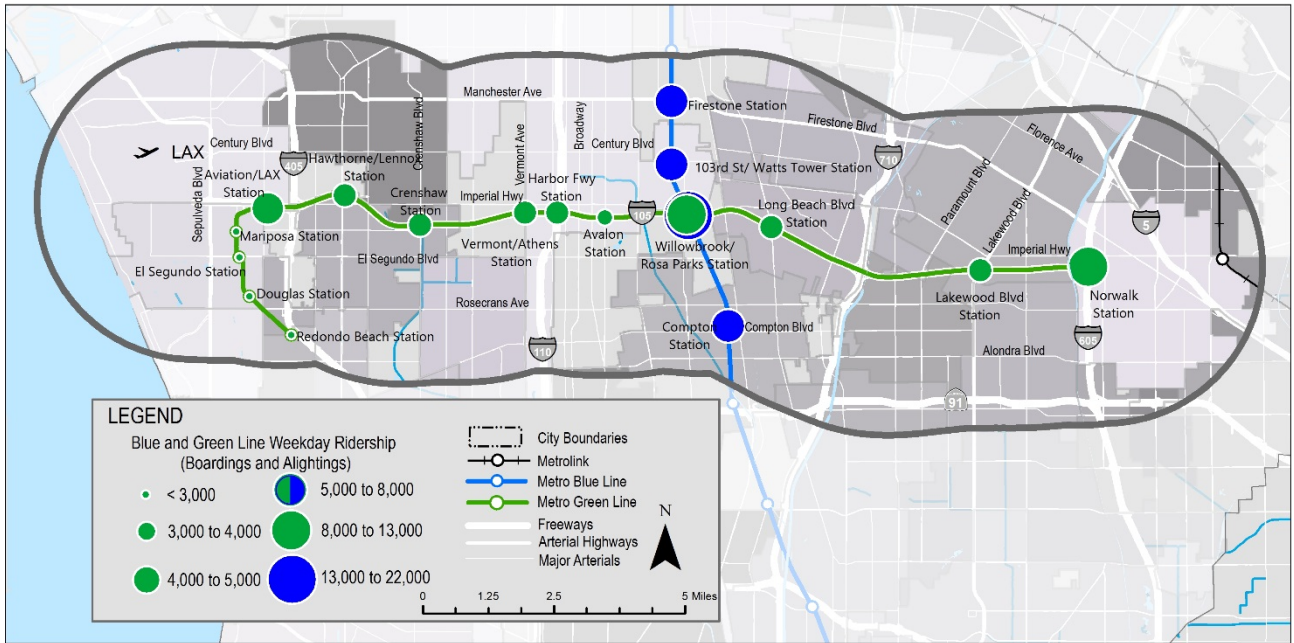 Manchester Ave
Firestone Station
Firestone Blvd
Florence Ave
Century Blvd
LAX
405
Hawthorne/Lennox
Station
Crenshaw Blvd
Vermont Ave
Broadway
Century Blvd
103rd St/ Watts Tower Station
710
Paramount Blvd
Lakewood Blvd
5
Sepulveda Blvd
Aviation/LAX
Station
Crenshaw
Station
Imperial Hwy
Harbor Fwy
Station
105
Long Beach Blvd
Station
Mariposa Station
Vermont/Athens
Station
Avalon
Station
Willowbrook/
Rosa Parks Station
Imperial Hwy
El Segundo Station
El Segundo Blvd
Douglas Station
Rosecrans Ave
Lakewood Blvd
Station
Norwalk
Station
Redondo Beach Station
110
Compton
Station
Compton Blvd
605
Alondra Blvd
91
LEGEND
Blue and Green Line Weekday Ridership
(Boardings and Alightings)
< 3,000
5,000 to 8,000
3,000 to 4,000
8,000 to 13,000
4,000 to 5,000
13,000 to 22,000
City Boundaries
Metrolink
Metro Blue Line
Metro Green Line
Freeways
Arterial Highways
Major Arterials
N
0 1.25 2.5 5 Miles